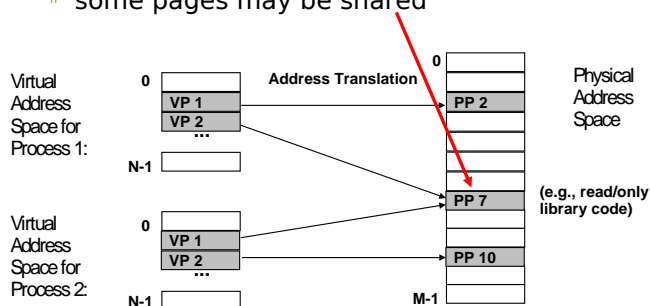 some pages may be shared
0
Virtual
Address
Space for
Process 1:
0
VP 1
VP 2
...
N-1
Address Translation
PP 2
Physical
Address
Space
PP 7
(e.g., read/only
library code)
Virtual
Address
Space for
Process 2:
0
VP 1
VP 2
...
N-1
PP 10
M-1